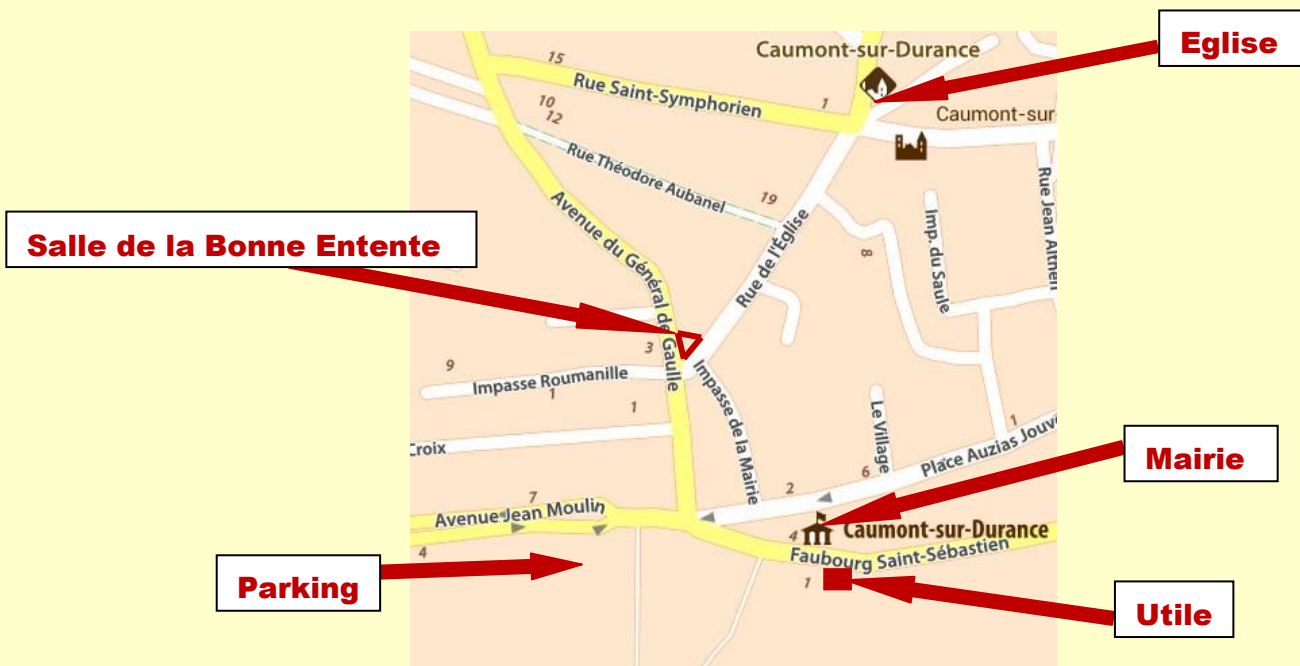 Eglise
Caumont-sur-Durance
15
Rue Saint-Symphorien
1
10
12
Caumont-sur-
Rue Théodore Aubanel
19
Rue Jean Althen
Avenue du Général de Gaulle
Salle de la Bonne Entente
Rue de l'Église
8
Imp. du Saule
3
9
Impasse Roumanille
1
1
Impasse de la Mairie
Le Village
1
Croix
Place Auzias Jouv
6
2
Mairie
7
Avenue Jean Moulin
4
4
Caumont-sur-Durance
Faubourg Saint-Sébastien
1
Parking
Utile